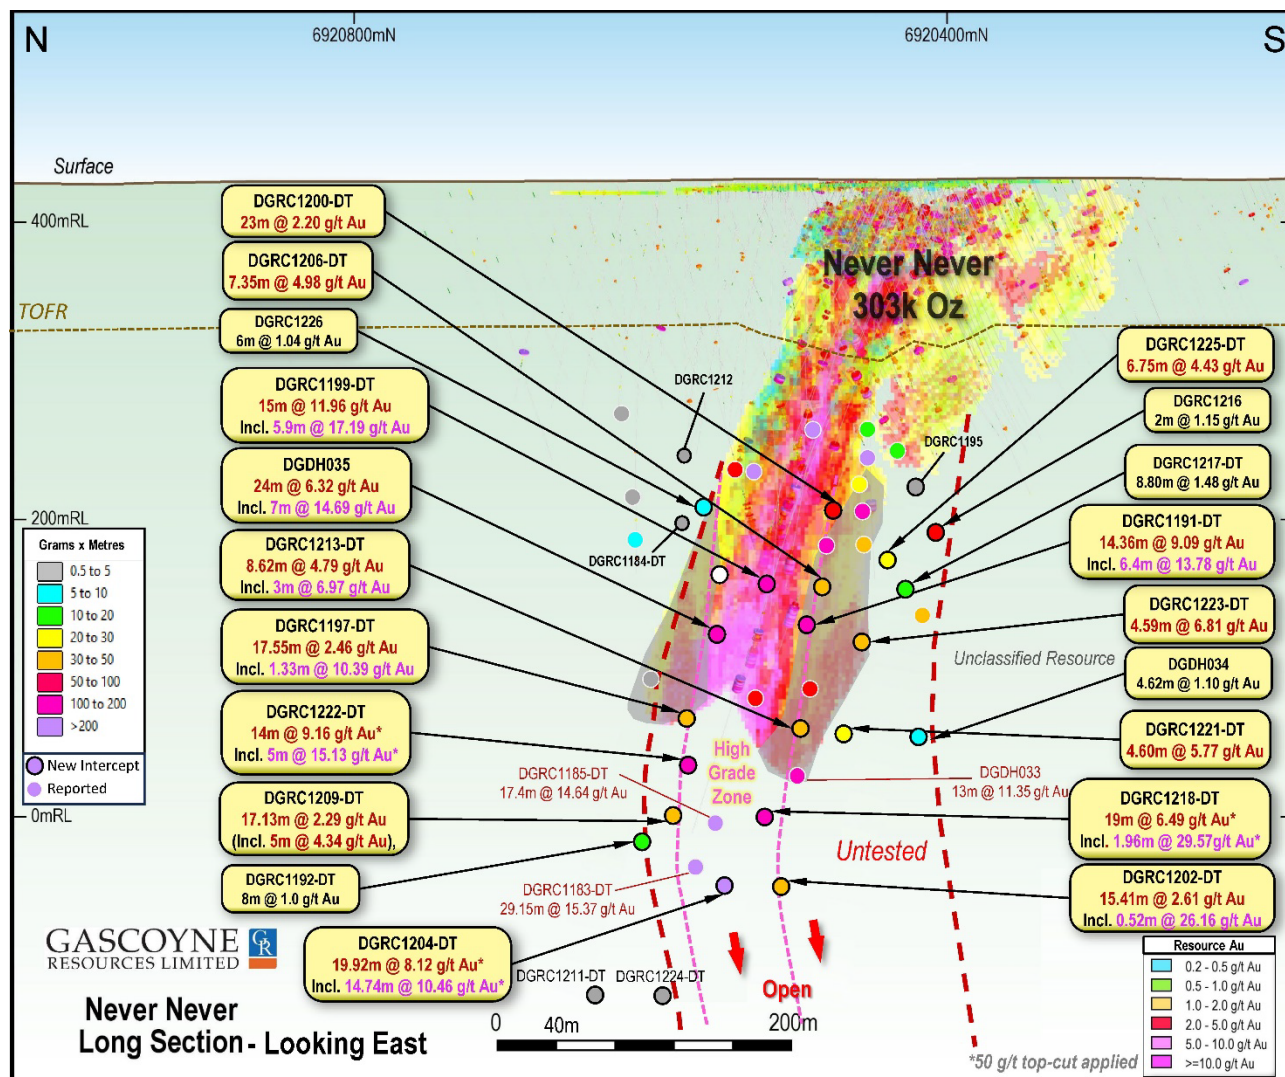 N
6920800mN
6920400mN
S
Surface
400mRL
TOFR
200mRL
0mRL
Never Never
303k Oz
DGRC1200-DT
23m @ 2.20 g/t Au
DGRC1206-DT
7.35m @ 4.98 g/t Au
DGRC1226
6m @ 1.04 g/t Au
DGRC1199-DT
15m @ 11.96 g/t Au
Incl. 5.9m @ 17.19 g/t Au
DGDH035
24m @ 6.32 g/t Au
Incl. 7m @ 14.69 g/t Au
DGRC1213-DT
8.62m @ 4.79 g/t Au
Incl. 3m @ 6.97 g/t Au
DGRC1197-DT
17.55m @ 2.46 g/t Au
Incl. 1.33m @ 10.39 g/t Au
DGRC1222-DT
14m @ 9.16 g/t Au*
Incl. 5m @ 15.13 g/t Au*
DGRC1209-DT
17.13m @ 2.29 g/t Au
(Incl. 5m @ 4.34 g/t Au),
DGRC1192-DT
8m @ 1.0 g/t Au
DGRC1204-DT
19.92m @ 8.12 g/t Au*
Incl. 14.74m @ 10.46 g/t Au*
DGRC1212
DGRC1184-DT
DGRC1195
DGRC1185-DT
17.4m @ 14.64 g/t Au
DGRC1183-DT
29.15m @ 15.37 g/t Au
DGRC1211-DT
DGRC1224-DT
High
Grade
Zone
DGDH033
13m @ 11.35 g/t Au
DGRC1225-DT
6.75m @ 4.43 g/t Au
DGRC1216
2m @ 1.15 g/t Au
DGRC1217-DT
8.80m @ 1.48 g/t Au
DGRC1191-DT
14.36m @ 9.09 g/t Au
Incl. 6.4m @ 13.78 g/t Au
DGRC1223-DT
4.59m @ 6.81 g/t Au
Unclassified Resource
DGDH034
4.62m @ 1.10 g/t Au
DGRC1221-DT
4.60m @ 5.77 g/t Au
DGRC1218-DT
19m @ 6.49 g/t Au*
Incl. 1.96m @ 29.57g/t Au*
DGRC1202-DT
15.41m @ 2.61 g/t Au
Incl. 0.52m @ 26.16 g/t Au
Untested
Open
Grams x Metres
0.5 to 5
5 to 10
10 to 20
20 to 30
30 to 50
50 to 100
100 to 200
>200
New Intercept
Reported
GASCOYNE
RESOURCES LIMITED
GR
Never Never
Long Section - Looking East
0 40m 200m
*50 g/t top-cut applied
Resource Au
0.2 - 0.5 g/t Au
0.5 - 1.0 g/t Au
1.0 - 2.0 g/t Au
2.0 - 5.0 g/t Au
5.0 - 10.0 g/t Au
>=10.0 g/t Au